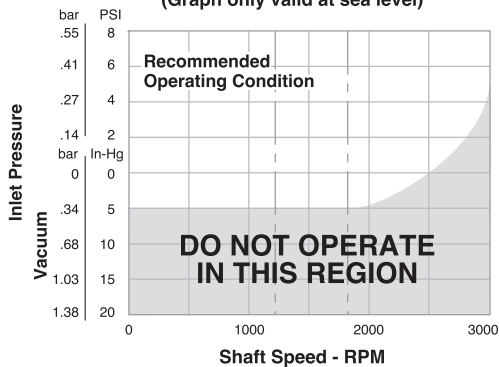 (Graph only valid at sea level)
bar PSI
.55 8
.41 6
.27 4
.14 2
bar In-Hg
0 0
.34 5
.68 10
1.03 15
1.38 20
Inlet Pressure
Vacuum
Recommended
Operating Condition
DO NOT OPERATE
IN THIS REGION
0 1000 2000 3000
Shaft Speed - RPM